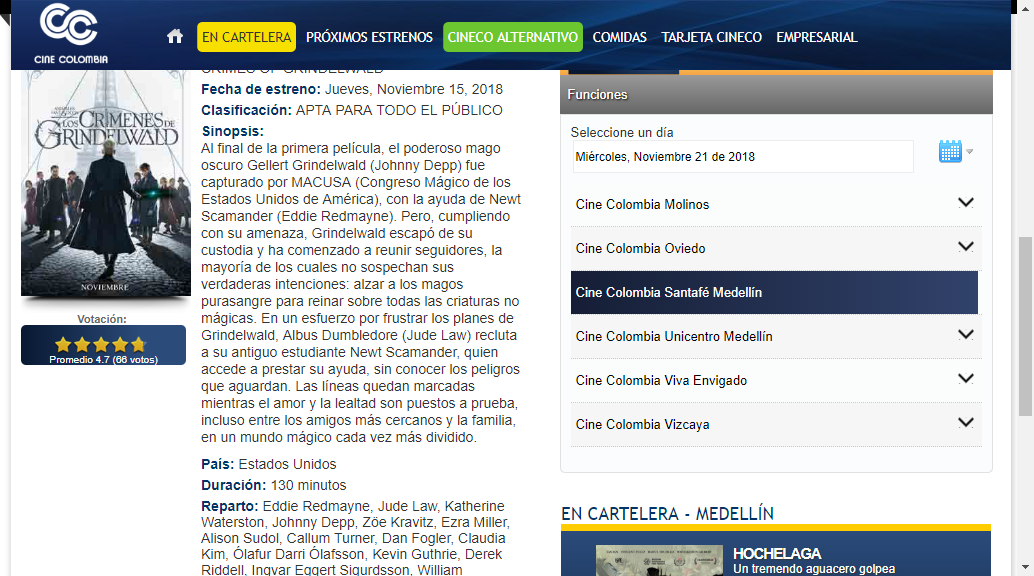 CINE COLOMBIA
EN CARTELERA PRÓXIMOS ESTRENOS CINECO ALTERNATIVO COMIDAS TARJETA CINECO EMPRESARIAL
LOS CRÍMENES DE
GRINDELWALD
NOVIEMBRE
Votación:
Promedio 4.7 (66 votos)
CRIMES OF GRINDELWALD
Fecha de estreno: Jueves, Noviembre 15, 2018
Clasificación: APTA PARA TODO EL PÚBLICO
Sinopsis:
Al final de la primera película, el poderoso mago
oscuro Gellert Grindelwald (Johnny Depp) fue
capturado por MACUSA (Congreso Mágico de los
Estados Unidos de América), con la ayuda de Newt
Scamander (Eddie Redmayne). Pero, cumpliendo
con su amenaza, Grindelwald escapó de su
custodia y ha comenzado a reunir seguidores, la
mayoría de los cuales no sospechan sus
verdaderas intenciones: alzar a los magos
purasangre para reinar sobre todas las criaturas no
mágicas. En un esfuerzo por frustrar los planes de
Grindelwald, Albus Dumbledore (Jude Law) recluta
a su antiguo estudiante Newt Scamander, quien
accede a prestar su ayuda, sin conocer los peligros
que aguardan. Las líneas quedan marcadas
mientras el amor y la lealtad son puestos a prueba,
incluso entre los amigos más cercanos y la familia,
en un mundo mágico cada vez más dividido.
País: Estados Unidos
Duración: 130 minutos
Reparto: Eddie Redmayne, Jude Law, Katherine
Waterston, Johnny Depp, Zöe Kravitz, Ezra Miller,
Alison Sudol, Callum Turner, Dan Fogler, Claudia
Kim, Ólafur Darri Ólafsson, Kevin Guthrie, Derek
Riddell, Ingvar Eggert Sigurdsson, William
Funciones
Seleccione un día
Miércoles, Noviembre 21 de 2018
Cine Colombia Molinos
Cine Colombia Oviedo
Cine Colombia Santafé Medellín
Cine Colombia Unicentro Medellín
Cine Colombia Viva Envigado
Cine Colombia Vizcaya
EN CARTELERA - MEDELLÍN
HOCHELAGA
Un tremendo aguacero golpea